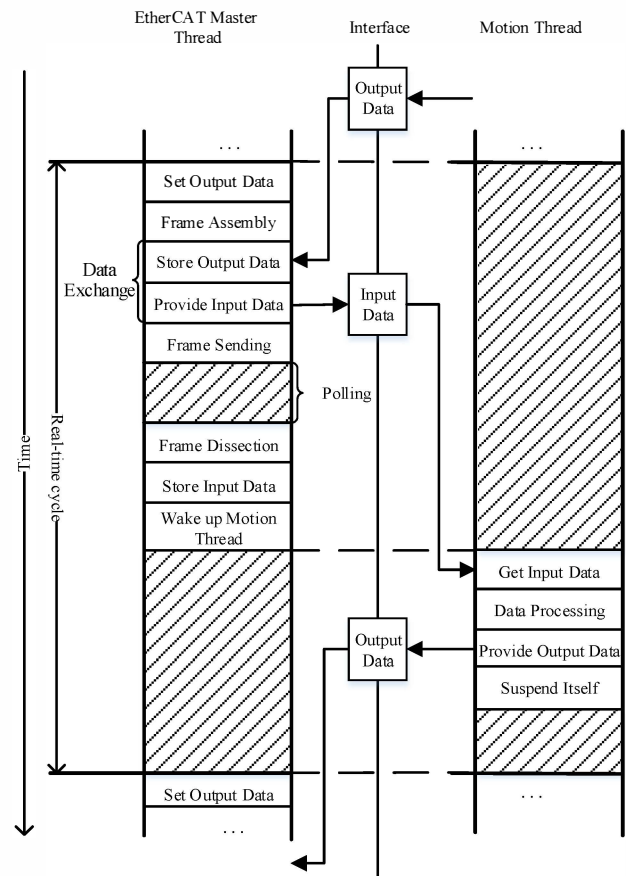 EtherCAT Master
Thread
Interface
Motion Thread
Output
Data
. . .
. . .
Set Output Data
Frame Assembly
Data
Exchange
Store Output Data
Provide Input Data
Input
Data
Frame Sending
Polling
Frame Dissection
Store Input Data
Wake up Motion
Thread
Time
Real-time cycle
Get Input Data
Data Processing
Output
Data
Provide Output Data
Suspend Itself
Set Output Data
. . .
. . .